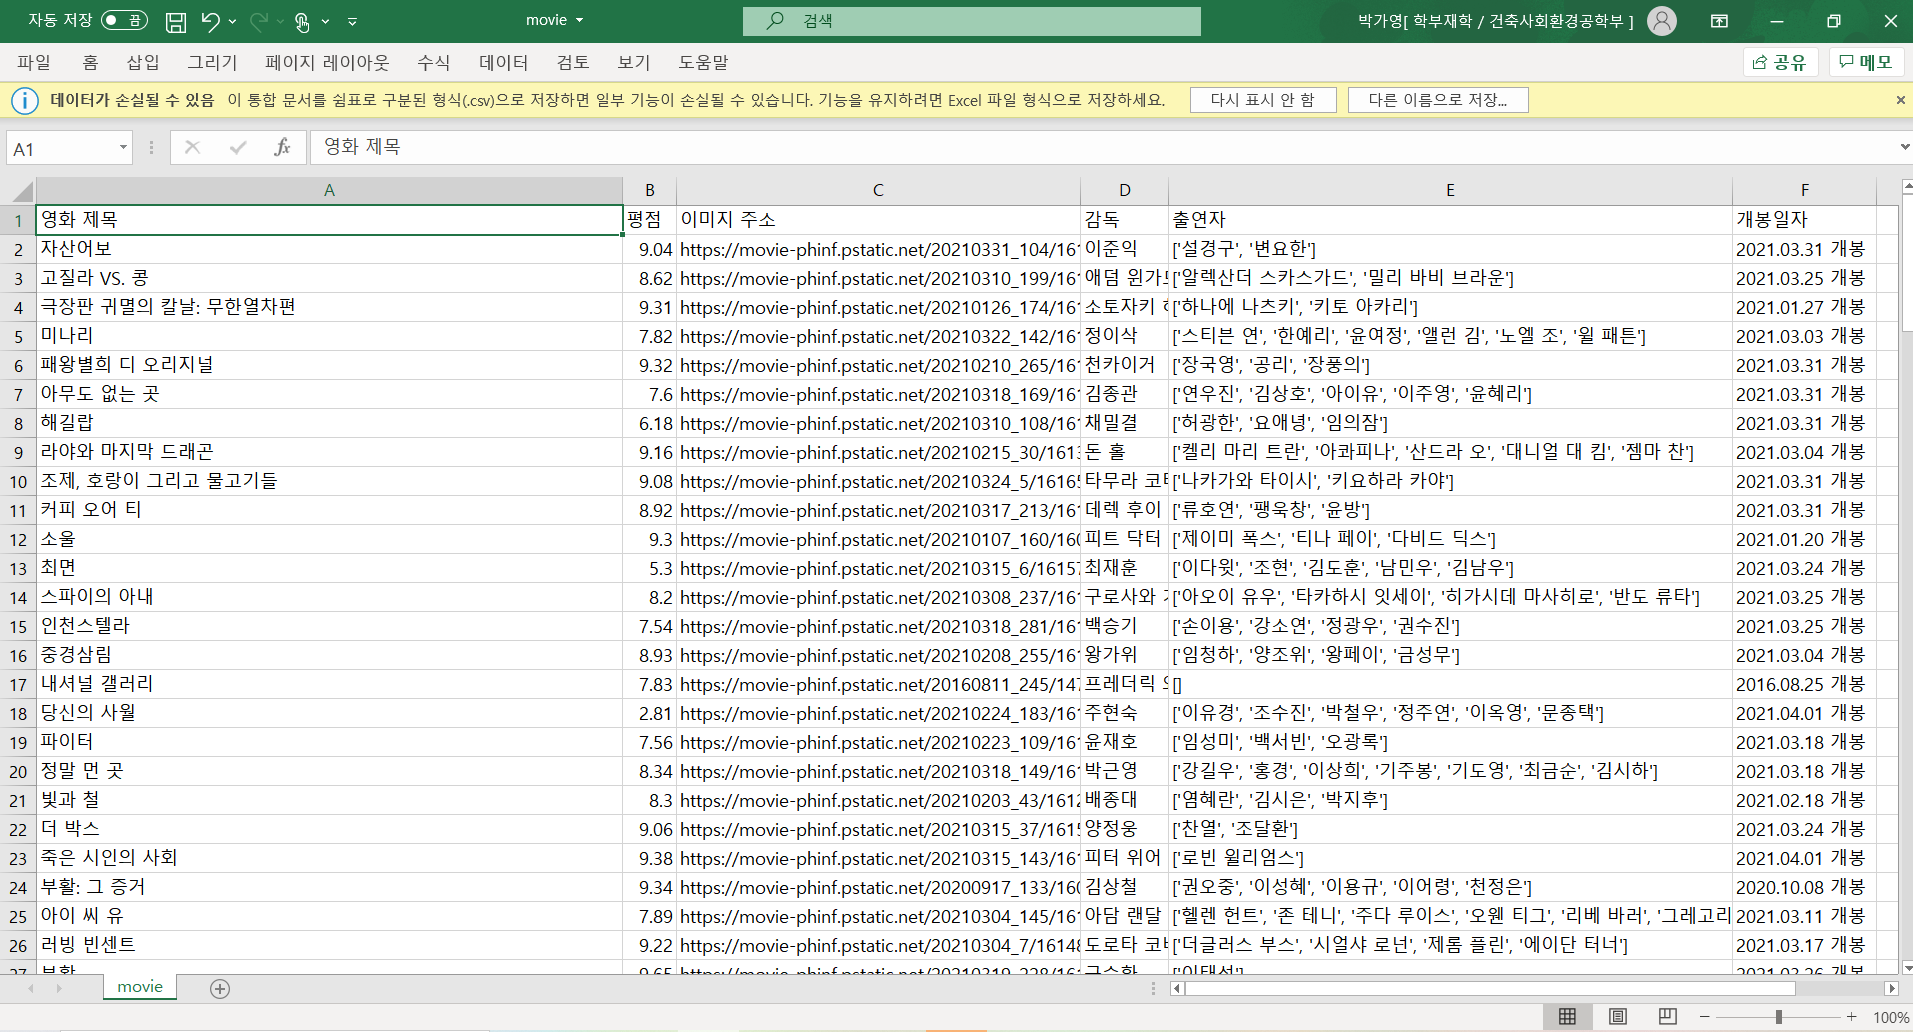 자동 저장 끔 movie 검색 박가영[ 학부재학 / 건축사회환경공학부 ]
파일 홈 삽입 그리기 페이지 레이아웃 수식 데이터 검토 보기 도움말 공유 메모
데이터가 손실될 수 있음 이 통합 문서를 쉼표로 구분된 형식(.csv)으로 저장하면 일부 기능이 손실될 수 있습니다. 기능을 유지하려면 Excel 파일 형식으로 저장하세요. 다시 표시 안 함 다른 이름으로 저장...
A1 fx 영화 제목
A B C D E F
1 영화 제목 평점 이미지 주소 감독 출연자 개봉일자
2 자산어보 9.04 https://movie-phinf.pstatic.net/20210331_104/161 이준익 ['설경구', '변요한'] 2021.03.31 개봉
3 고질라 VS. 콩 8.62 https://movie-phinf.pstatic.net/20210310_199/161 애덤 윈가 ['알렉산더 스카스가드', '밀리 바비 브라운'] 2021.03.25 개봉
4 극장판 귀멸의 칼날: 무한열차편 9.31 https://movie-phinf.pstatic.net/20210126_174/161 소토자키 ['하나에 나츠키', '키토 아카리'] 2021.01.27 개봉
5 미나리 7.82 https://movie-phinf.pstatic.net/20210322_142/161 정이삭 ['스티븐 연', '한예리', '윤여정', '앨런 김', '노엘 조', '윌 패튼'] 2021.03.03 개봉
6 패왕별희 디 오리지널 9.32 https://movie-phinf.pstatic.net/20210210_265/161 천카이거 ['장국영', '공리', '장풍의'] 2021.03.31 개봉
7 아무도 없는 곳 7.6 https://movie-phinf.pstatic.net/20210318_169/161 김종관 ['연우진', '김상호', '아이유', '이주영', '윤혜리'] 2021.03.31 개봉
8 해길랍 6.18 https://movie-phinf.pstatic.net/20210310_108/161 채밀결 ['허광한', '요애녕', '임의잠'] 2021.03.31 개봉
9 라야와 마지막 드래곤 9.16 https://movie-phinf.pstatic.net/20210215_30/1613 돈 홀 ['켈리 마리 트란', '아콰피나', '산드라 오', '대니얼 대 킴', '젬마 찬'] 2021.03.04 개봉
10 조제, 호랑이 그리고 물고기들 9.08 https://movie-phinf.pstatic.net/20210324_5/16165 타무라 코 ['나카가와 타이시', '키요하라 카야'] 2021.03.31 개봉
11 커피 오어 티 8.92 https://movie-phinf.pstatic.net/20210317_213/161 데렉 후이 ['류호연', '팽욱창', '윤방'] 2021.03.31 개봉
12 소울 9.3 https://movie-phinf.pstatic.net/20210107_160/160 피트 닥터 ['제이미 폭스', '티나 페이', '다비드 딕스'] 2021.01.20 개봉
13 최면 5.3 https://movie-phinf.pstatic.net/20210315_6/16157 최재훈 ['이다윗', '조현', '김도훈', '남민우', '김남우'] 2021.03.24 개봉
14 스파이의 아내 8.2 https://movie-phinf.pstatic.net/20210308_237/161 구로사와 ['아오이 유우', '타카하시 잇세이', '히가시데 마사히로', '반도 류타'] 2021.03.25 개봉
15 인천스텔라 7.54 https://movie-phinf.pstatic.net/20210318_281/161 백승기 ['손이용', '강소연', '정광우', '권수진'] 2021.03.25 개봉
16 중경삼림 8.93 https://movie-phinf.pstatic.net/20210208_255/161 왕가위 ['임청하', '양조위', '왕페이', '금성무'] 2021.03.04 개봉
17 내셔널 갤러리 7.83 https://movie-phinf.pstatic.net/20160811_245/147 프레더릭 [] 2016.08.25 개봉
18 당신의 사월 2.81 https://movie-phinf.pstatic.net/20210224_183/161 주현숙 ['이유경', '조수진', '박철우', '정주연', '이옥영', '문종택'] 2021.04.01 개봉
19 파이터 7.56 https://movie-phinf.pstatic.net/20210223_109/161 윤재호 ['임성미', '백서빈', '오광록'] 2021.03.18 개봉
20 정말 먼 곳 8.34 https://movie-phinf.pstatic.net/20210318_149/161 박근영 ['강길우', '홍경', '이상희', '기주봉', '기도영', '최금순', '김시하'] 2021.03.18 개봉
21 빛과 철 8.3 https://movie-phinf.pstatic.net/20210203_43/1612 배종대 ['염혜란', '김시은', '박지후'] 2021.02.18 개봉
22 더 박스 9.06 https://movie-phinf.pstatic.net/20210315_37/1615 양정웅 ['찬열', '조달환'] 2021.03.24 개봉
23 죽은 시인의 사회 9.38 https://movie-phinf.pstatic.net/20210315_143/161 피터 위어 ['로빈 윌리엄스'] 2021.04.01 개봉
24 부활: 그 증거 9.34 https://movie-phinf.pstatic.net/20200917_133/160 김상철 ['권오중', '이성혜', '이용규', '이어령', '천정은'] 2020.10.08 개봉
25 아이 씨 유 7.89 https://movie-phinf.pstatic.net/20210304_145/161 아담 랜달 ['헬렌 헌트', '존 테니', '주다 루이스', '오웬 티그', '리베 바러', '그레고리 2021.03.11 개봉
26 러빙 빈센트 9.22 https://movie-phinf.pstatic.net/20210304_7/16148 도로타 코 ['더글러스 부스', '시얼샤 로넌', '제롬 플린', '에이단 터너'] 2021.03.17 개봉
27 부활 9.65 https://movie-phinf.pstatic.net/20210319_228/161 구수환 ['이태석'] 2021.03.26 개봉
movie
100%